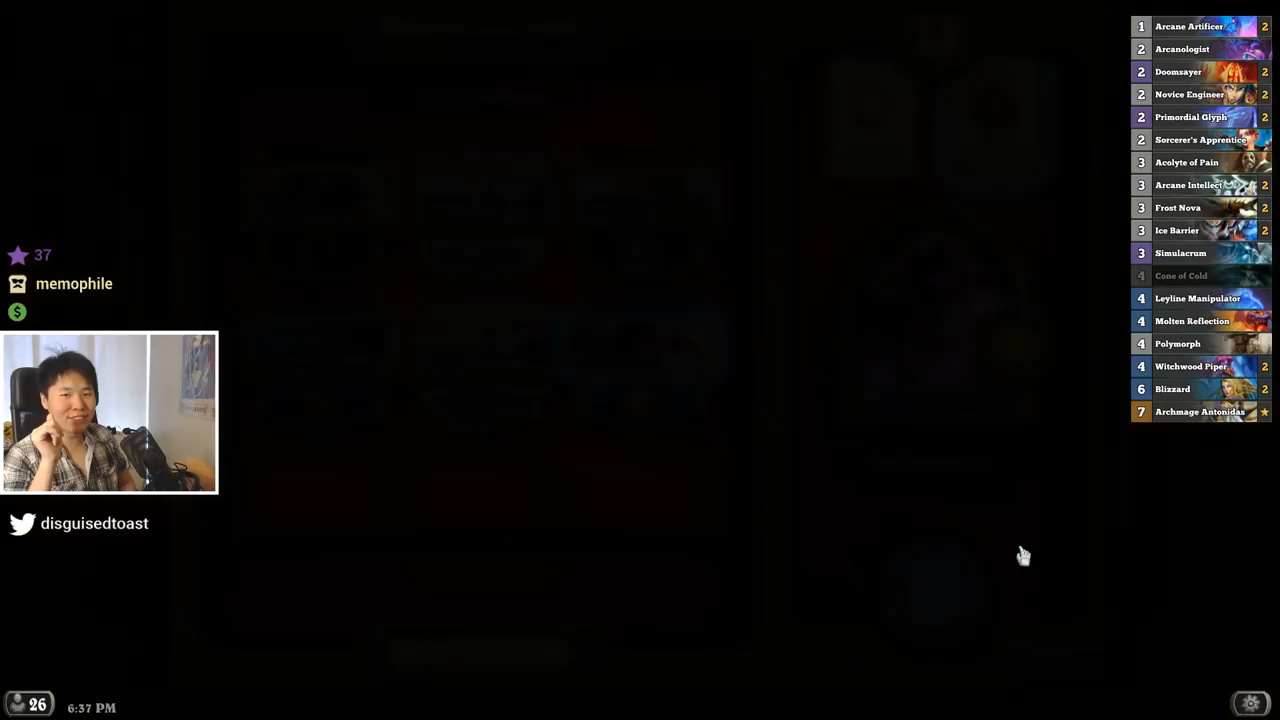 1 Arcane Artificer 2
2 Arcanologist
2 Doomsayer 2
2 Novice Engineer 2
2 Primordial Glyph 2
2 Sorcerer's Apprentice
3 Acolyte of Pain
3 Arcane Intellect 2
3 Frost Nova 2
3 Ice Barrier 2
3 Simulacrum
4 Cone of Cold
4 Leyline Manipulator
4 Molten Reflection
4 Polymorph
4 Witchwood Piper 2
6 Blizzard 2
7 Archmage Antonidas
37
memophile
$
disguisedtoast
26
6:37 PM